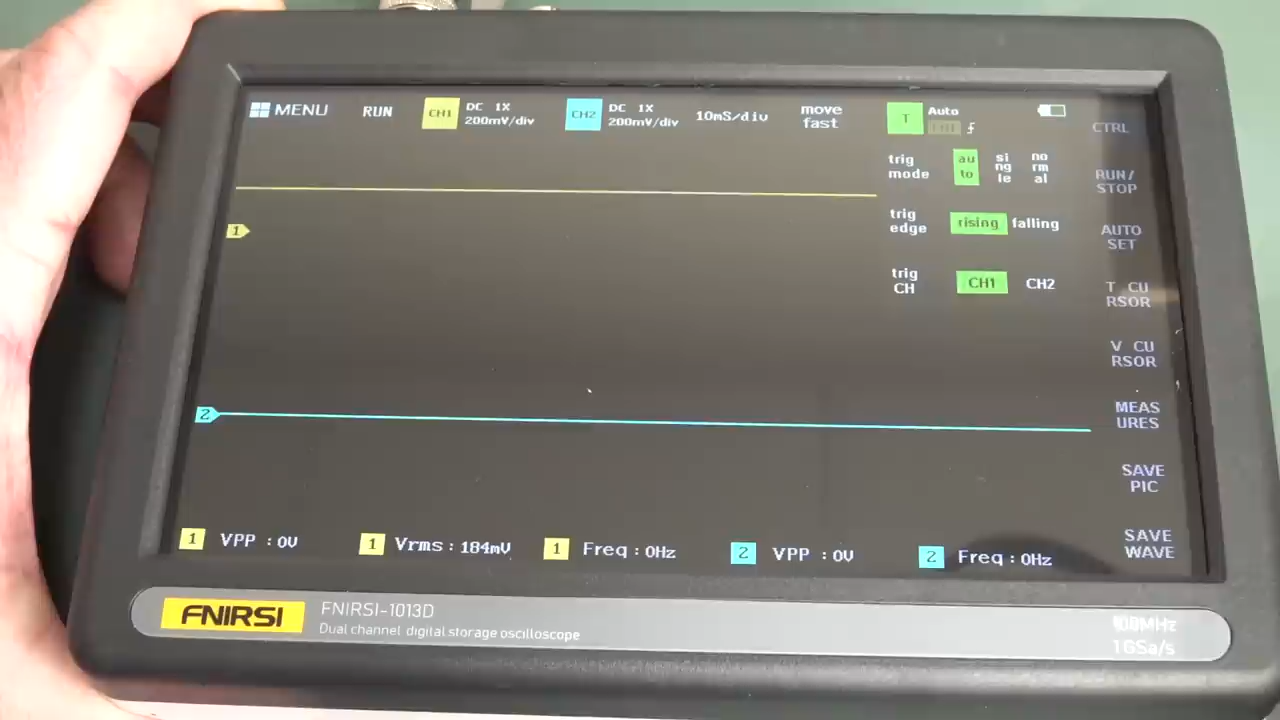 MENU
RUN
CH1
DC 1X
200mV/div
CH2
DC 1X
200mV/div
10mS/div
move
fast
T
Auto
CH1
CTRL
trig
mode
au
to
si
ng
le
no
rm
al
RUN/
STOP
trig
edge
rising
falling
AUTO
SET
1
trig
CH
CH1
CH2
T CU
RSOR
V CU
RSOR
2
MEAS
URES
SAVE
PIC
1 VPP :0V
1 Vrms:184mV
1 Freq:0Hz
2 VPP :0V
2 Freq:0Hz
SAVE
WAVE
FNIRSI
FNIRSI-1013D
Dual channel digital storage oscilloscope
100MHz
1GSa/s